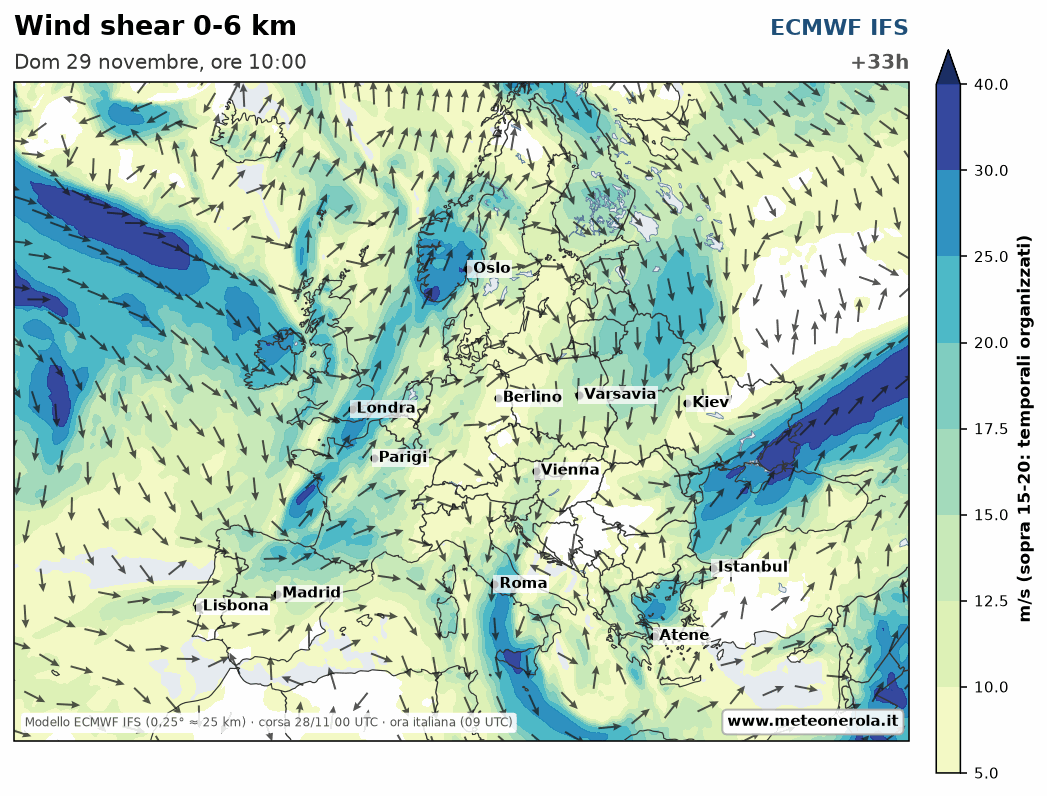 Wind shear 0-6 km
ECMWF IFS
Dom 29 novembre, ore 10:00
+33h
40.0
30.0
25.0
20.0
17.5
15.0
12.5
10.0
5.0
m/s (sopra 15-20: temporali organizzati)
Oslo
Berlino
Varsavia
Kiev
Londra
Parigi
Vienna
Istanbul
Roma
Madrid
Lisbona
Atene
Modello ECMWF IFS (0,25° ≈ 25 km) · corsa 28/11 00 UTC · ora italiana (09 UTC)
www.meteonerola.it